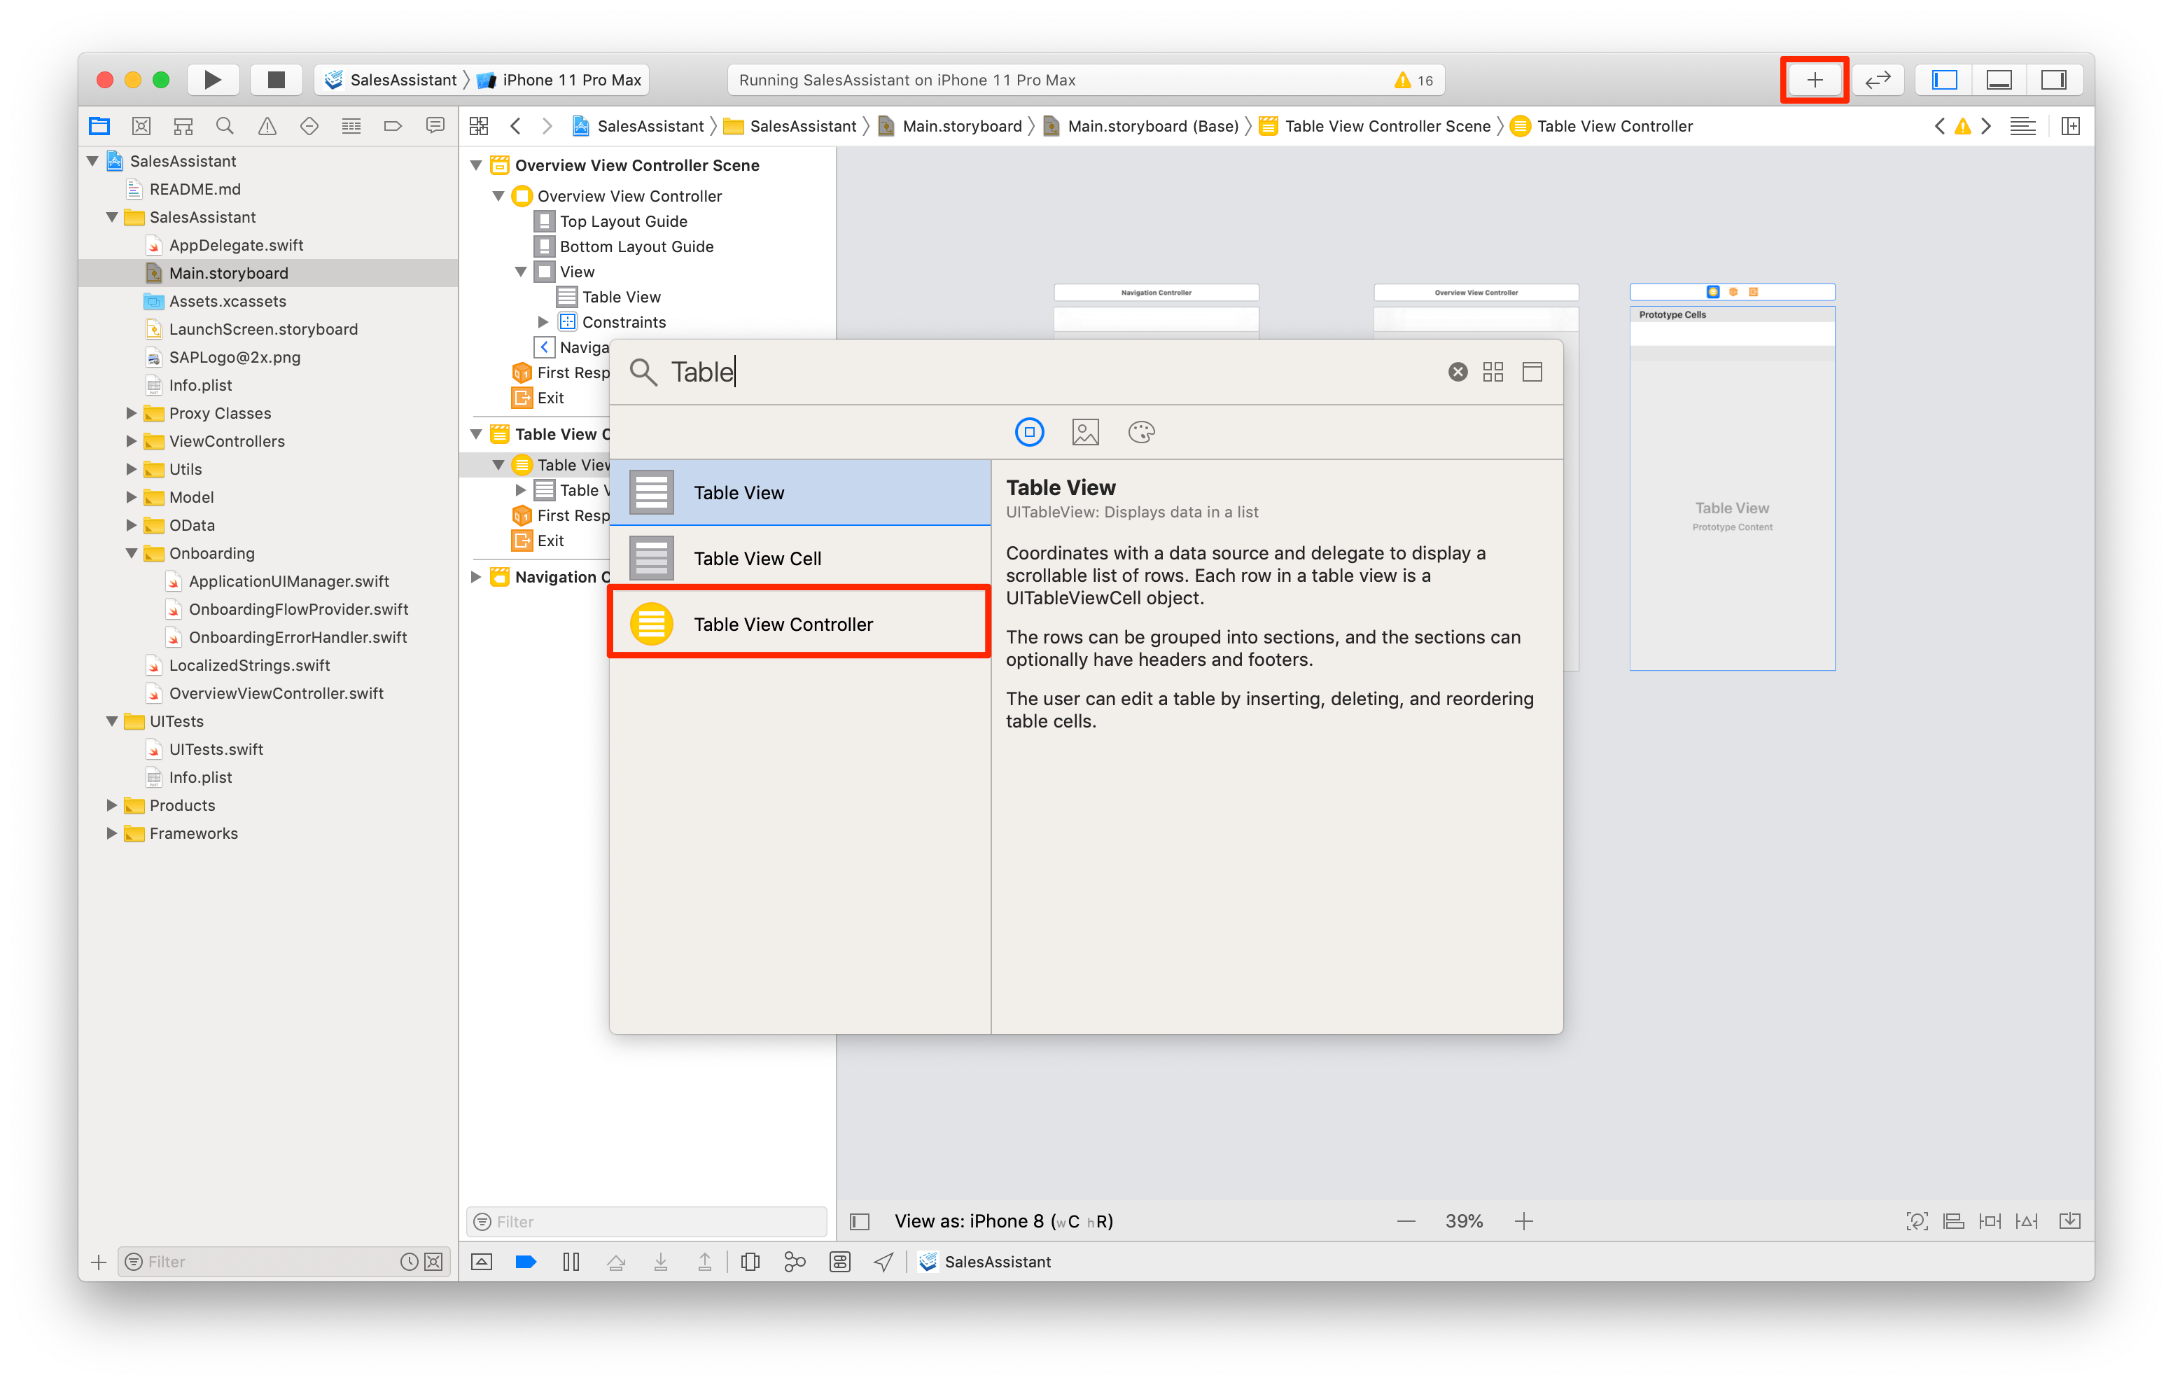 SalesAssistant
iPhone 11 Pro Max
Running SalesAssistant on iPhone 11 Pro Max
16
SalesAssistant
SalesAssistant
Main.storyboard
Main.storyboard (Base)
Table View Controller Scene
Table View Controller
SalesAssistant
README.md
SalesAssistant
AppDelegate.swift
Main.storyboard
Assets.xcassets
LaunchScreen.storyboard
SAPLogo@2x.png
Info.plist
Proxy Classes
ViewControllers
Utils
Model
OData
Onboarding
ApplicationUIManager.swift
OnboardingFlowProvider.swift
OnboardingErrorHandler.swift
LocalizedStrings.swift
OverviewViewController.swift
UITests
UITests.swift
Info.plist
Products
Frameworks
Filter
Overview View Controller Scene
Overview View Controller
Top Layout Guide
Bottom Layout Guide
View
Table View
Constraints
Naviga
First Resp
Exit
Table View C
Table View
Table V
First Resp
Exit
Navigation C
Filter
Navigation Controller
Overview View Controller
Prototype Cells
Table View
Prototype Content
Table
Table View
Table View Cell
Table View Controller
Table View
UITableView: Displays data in a list
Coordinates with a data source and delegate to display a
scrollable list of rows. Each row in a table view is a
UITableViewCell object.
The rows can be grouped into sections, and the sections can
optionally have headers and footers.
The user can edit a table by inserting, deleting, and reordering
table cells.
View as: iPhone 8 (wC hR)
39%
SalesAssistant